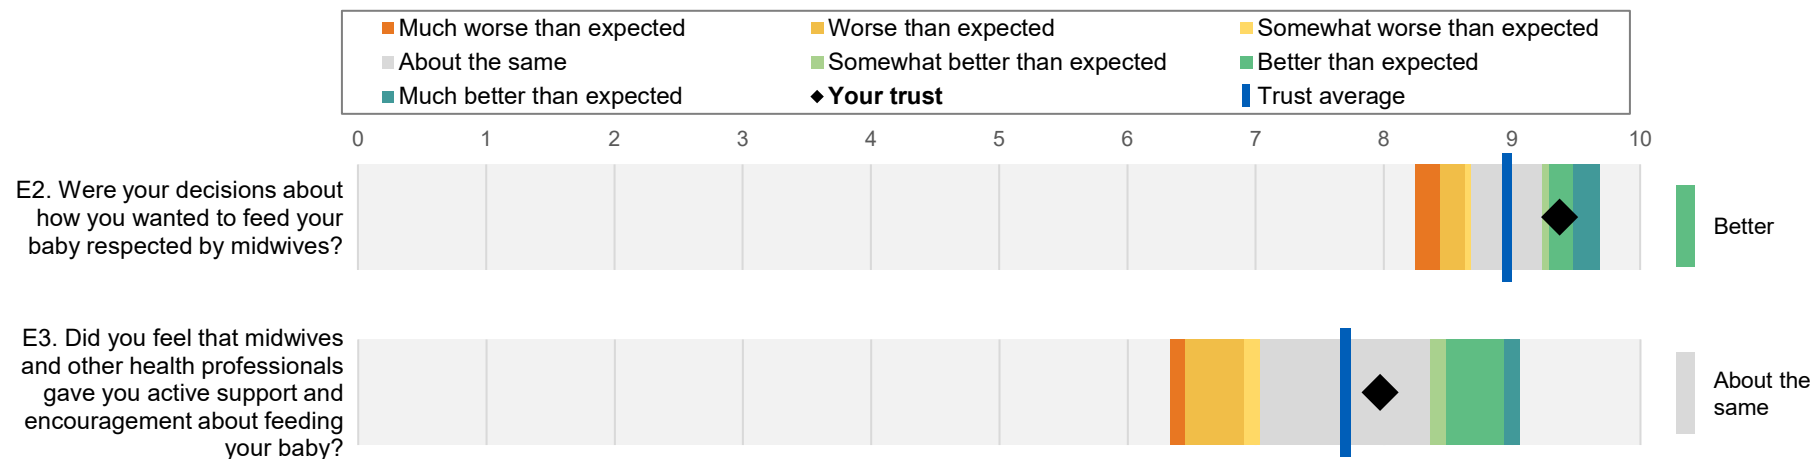 Much worse than expected
Worse than expected
Somewhat worse than expected
About the same
Somewhat better than expected
Better than expected
Much better than expected
Your trust
Trust average
0 1 2 3 4 5 6 7 8 9 10
E2. Were your decisions about
how you wanted to feed your
baby respected by midwives?
Better
E3. Did you feel that midwives
and other health professionals
gave you active support and
encouragement about feeding
your baby?
About the
same